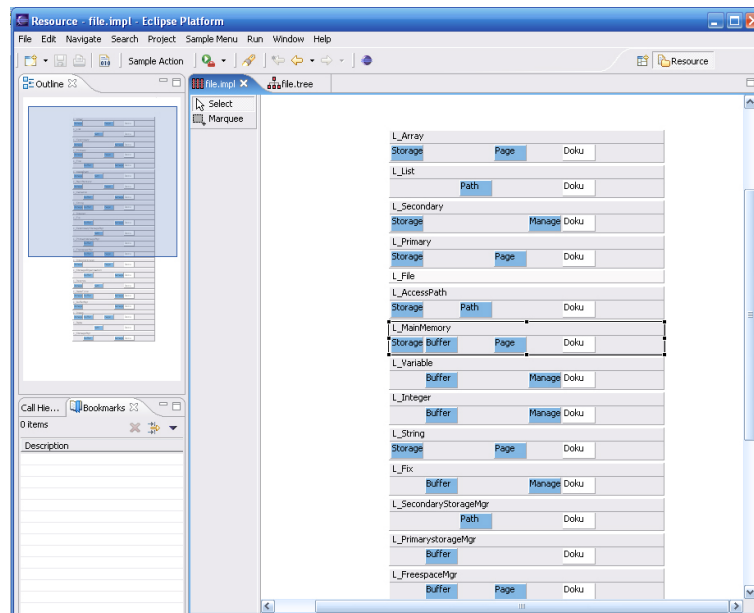 Resource - file.impl - Eclipse Platform
File Edit Navigate Search Project Sample Menu Run Window Help
Sample Action
Resource
Outline
file.impl
file.tree
Select
Marquee
L_Array
Storage Page Doku
L_List
Path Doku
L_Secondary
Storage Manage Doku
L_Primary
Storage Page Doku
L_File
L_AccessPath
Storage Path Doku
L_MainMemory
Storage Buffer Page Doku
L_Variable
Buffer Manage Doku
L_Integer
Buffer Manage Doku
L_String
Storage Page Doku
L_Fix
Buffer Manage Doku
L_SecondaryStorageMgr
Path Doku
L_PrimarystorageMgr
Buffer Doku
L_FreespaceMgr
Buffer Page Doku
Call Hie... Bookmarks
0 items
Description